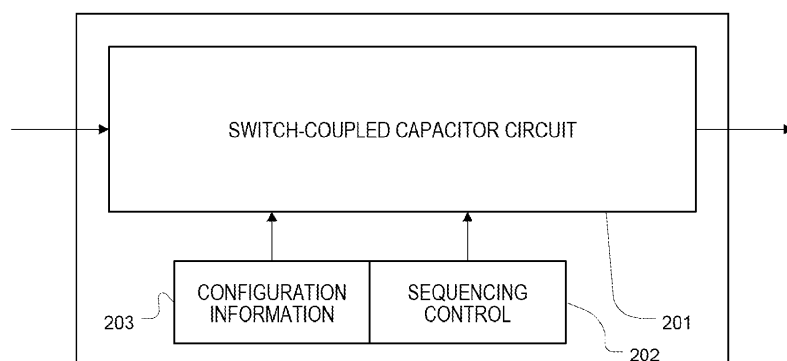 SWITCH-COUPLED CAPACITOR CIRCUIT
CONFIGURATION
INFORMATION
SEQUENCING
CONTROL
203
201
202